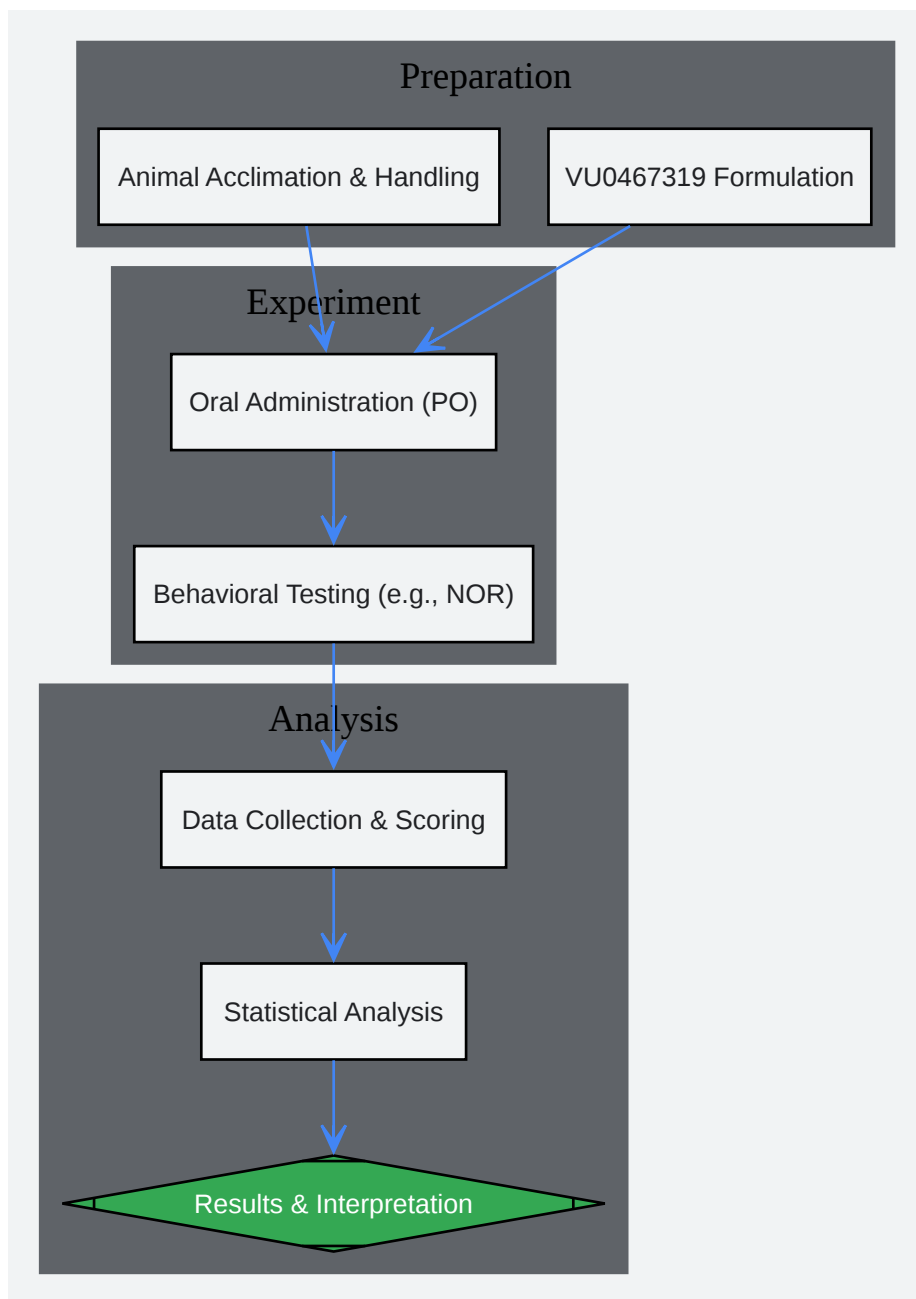 Preparation
Animal Acclimation & Handling
VU0467319 Formulation
Experiment
Oral Administration (PO)
Behavioral Testing (e.g., NOR)
Analysis
Data Collection & Scoring
Statistical Analysis
Results & Interpretation